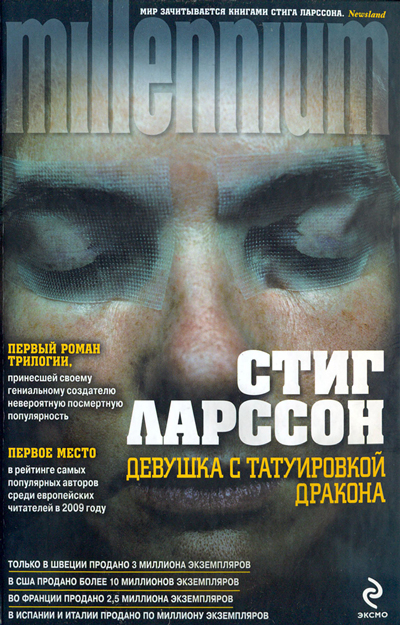 МИР ЗАЧИТЫВАЕТСЯ КНИГАМИ СТИГА ЛАРССОНА. Newsland
millennium
ПЕРВЫЙ РОМАН
ТРИЛОГИИ,
принесшей своему
гениальному создателю
невероятную посмертную
популярность
СТИГ
ЛАРССОН
ПЕРВОЕ МЕСТО
в рейтинге самых
популярных авторов
среди европейских
читателей в 2009 году
ДЕВУШКА С ТАТУИРОВКОЙ
ДРАКОНА
ТОЛЬКО В ШВЕЦИИ ПРОДАНО 3 МИЛЛИОНА ЭКЗЕМПЛЯРОВ
В США ПРОДАНО БОЛЕЕ 10 МИЛЛИОНОВ ЭКЗЕМПЛЯРОВ
ВО ФРАНЦИИ ПРОДАНО 2,5 МИЛЛИОНА ЭКЗЕМПЛЯРОВ
В ИСПАНИИ И ИТАЛИИ ПРОДАНО ПО МИЛЛИОНУ ЭКЗЕМПЛЯРОВ
ЭКСМО